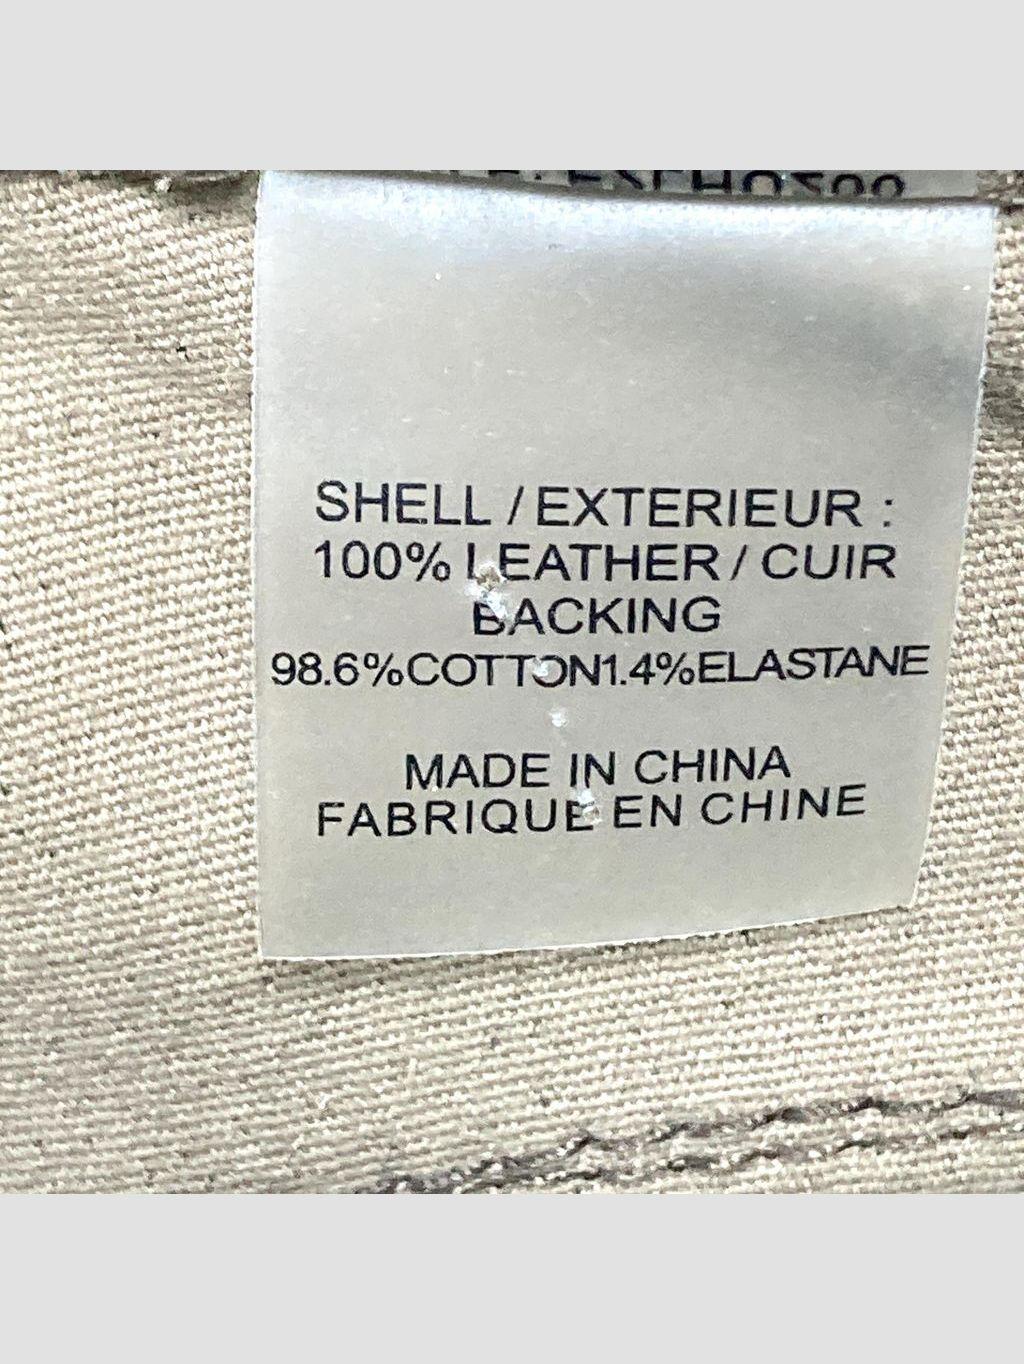 SHELL / EXTERIEUR :
100% LEATHER / CUIR
BACKING
98.6%COTTON1.4%ELASTANE
MADE IN CHINA
FABRIQUE EN CHINE